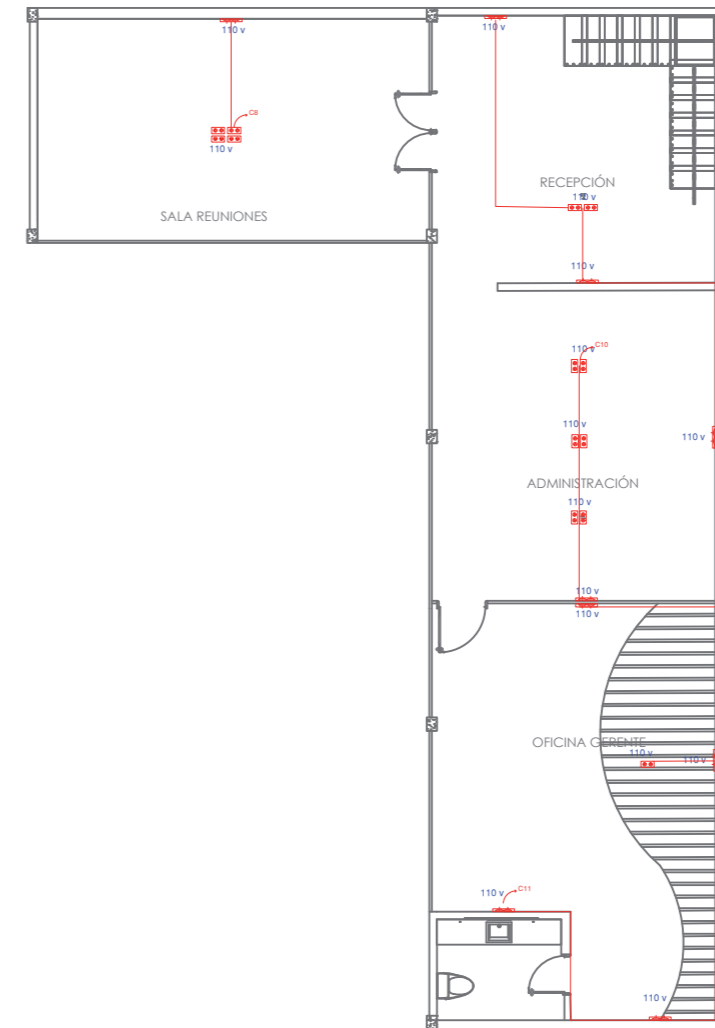 110 v
110 v
C8
110 v
RECEPCIÓN
110 v
SALA REUNIONES
110 v
110 v
C10
110 v
110 v
ADMINISTRACIÓN
110 v
110 v
110 v
OFICINA GERENTE
110 v
110 v
110 v
C11
110 v